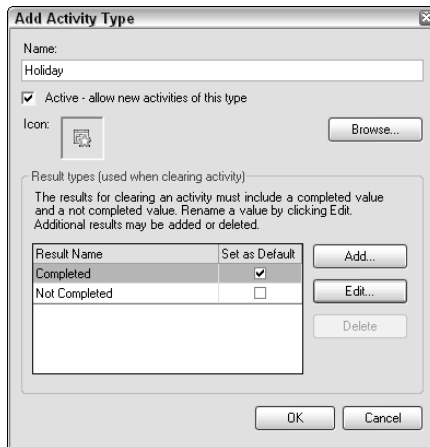 Add Activity Type
Name:
Holiday
Active - allow new activities of this type
Icon:
Browse...
Result types (used when clearing activity)
The results for clearing an activity must include a completed value
and a not completed value. Rename a value by clicking Edit.
Additional results may be added or deleted.
Result Name Set as Default
Add...
Completed
Edit...
Not Completed
Delete
OK Cancel